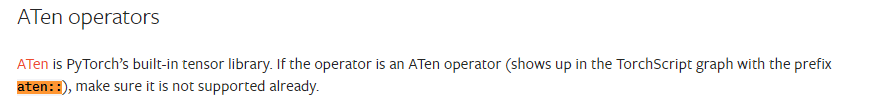 ATen operators
ATen is PyTorch's built-in tensor library. If the operator is an ATen operator (shows up in the TorchScript graph with the prefix
aten::), make sure it is not supported already.